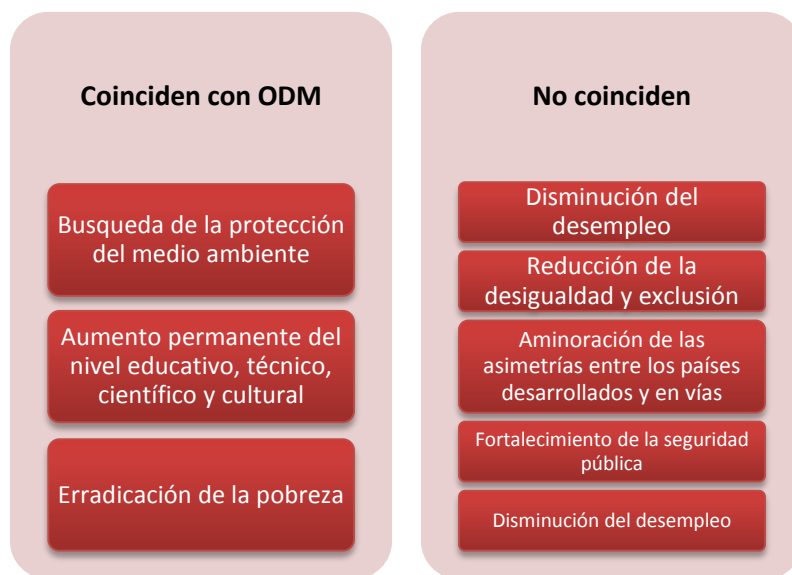 Coinciden con ODM
Busqueda de la protección
del medio ambiente
Aumento permanente del
nivel educativo, técnico,
científico y cultural
Erradicación de la pobreza
No coinciden
Disminución del
desempleo
Reducción de la
desigualdad y exclusión
Aminoración de las
asimetrías entre los países
desarrollados y en vías
Fortalecimiento de la seguridad
pública
Disminución del desempleo